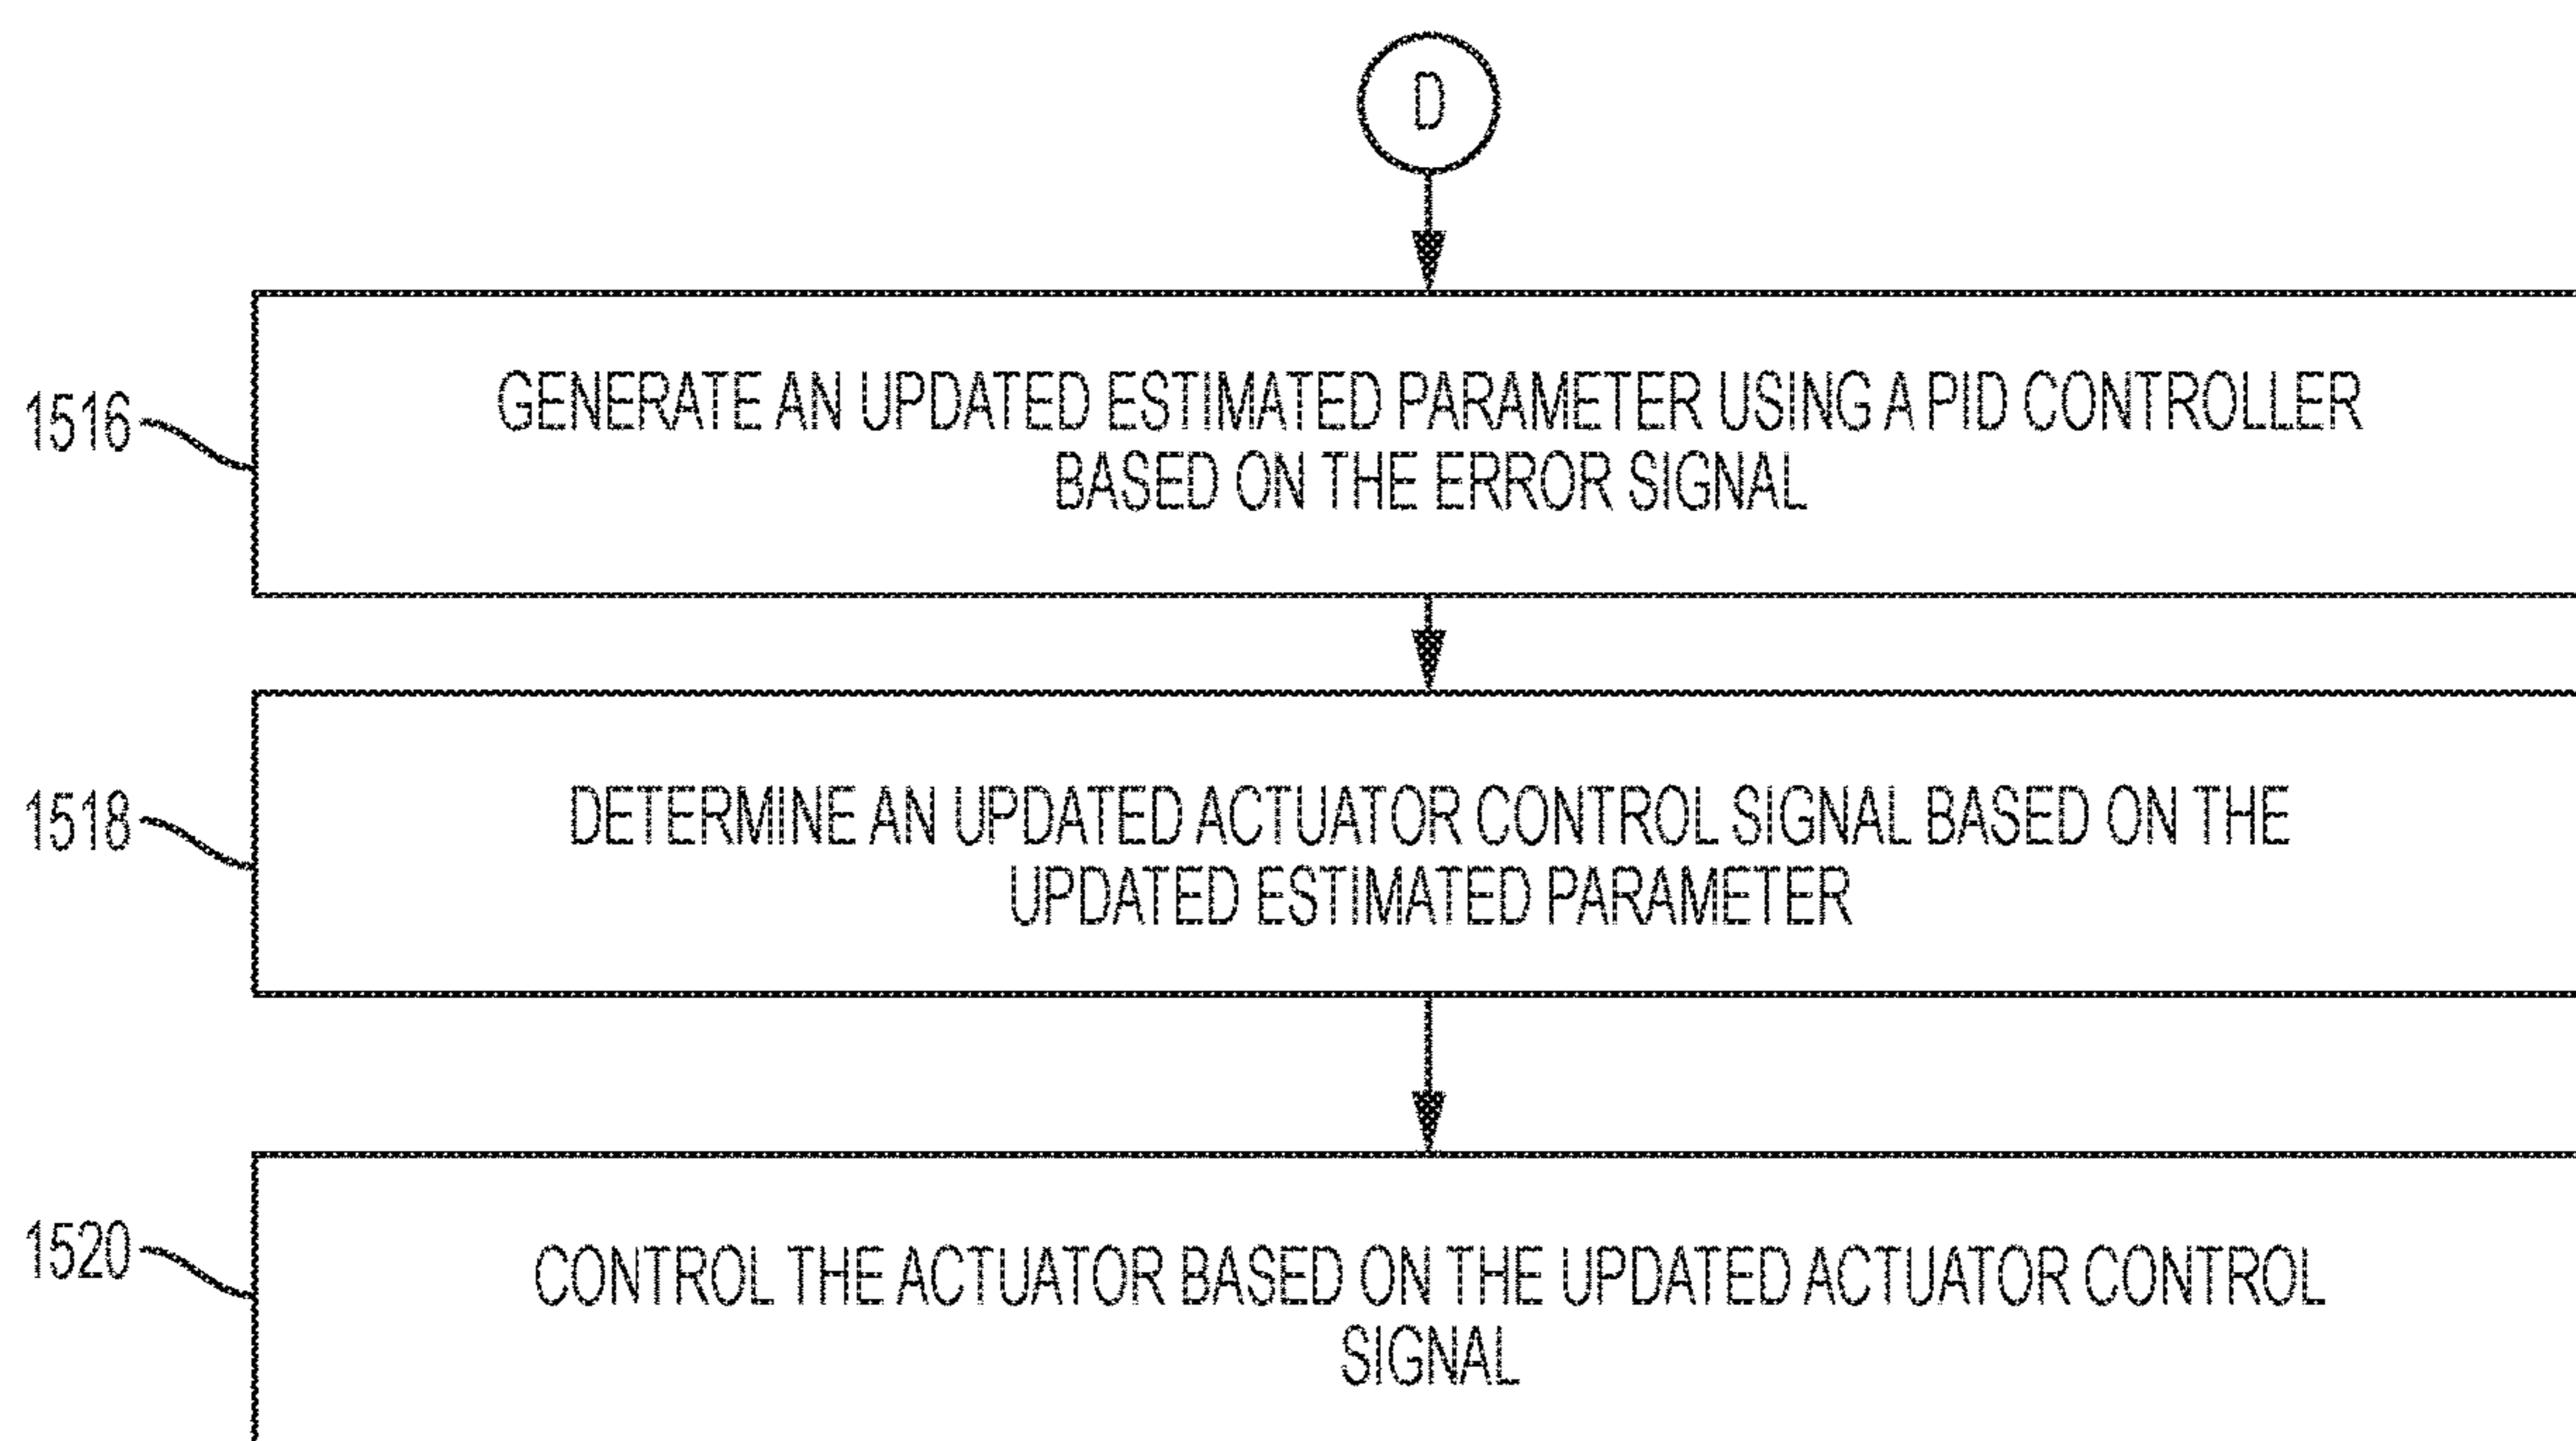 D
1516
GENERATE AN UPDATED ESTIMATED PARAMETER USING A PID CONTROLLER
BASED ON THE ERROR SIGNAL
1518
DETERMINE AN UPDATED ACTUATOR CONTROL SIGNAL BASED ON THE
UPDATED ESTIMATED PARAMETER
1520
CONTROL THE ACTUATOR BASED ON THE UPDATED ACTUATOR CONTROL
SIGNAL